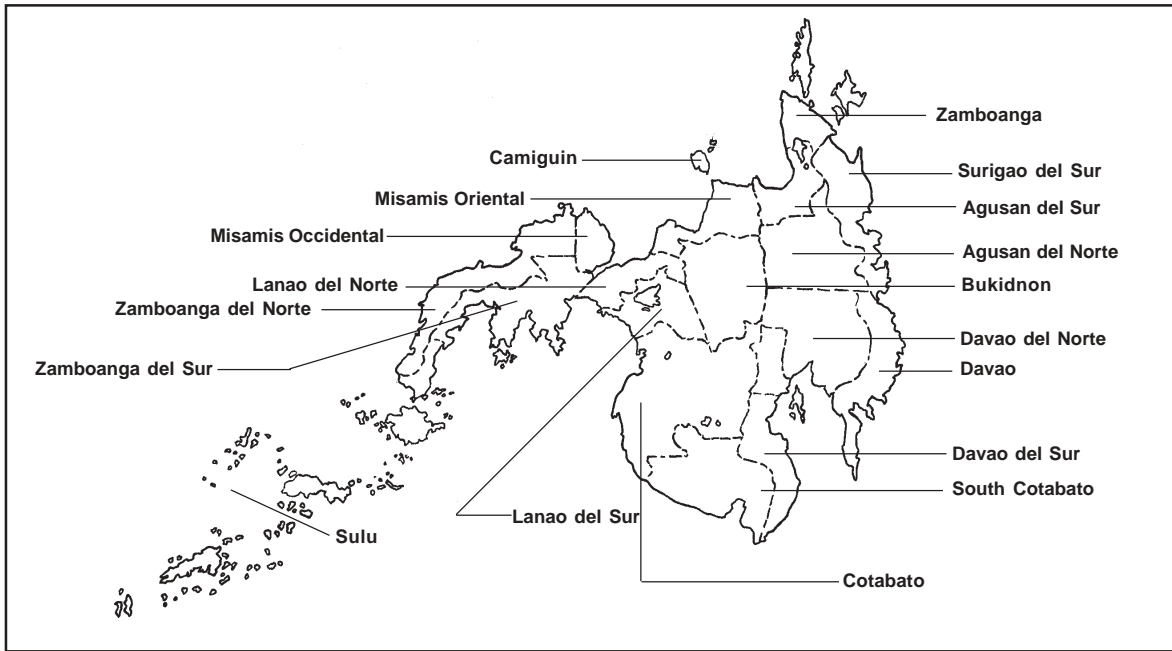 Zamboanga
Camiguin
Surigao del Sur
Misamis Oriental
Agusan del Sur
Misamis Occidental
Agusan del Norte
Lanao del Norte
Bukidnon
Zamboanga del Norte
Davao del Norte
Zamboanga del Sur
Davao
Davao del Sur
South Cotabato
Lanao del Sur
Sulu
Cotabato